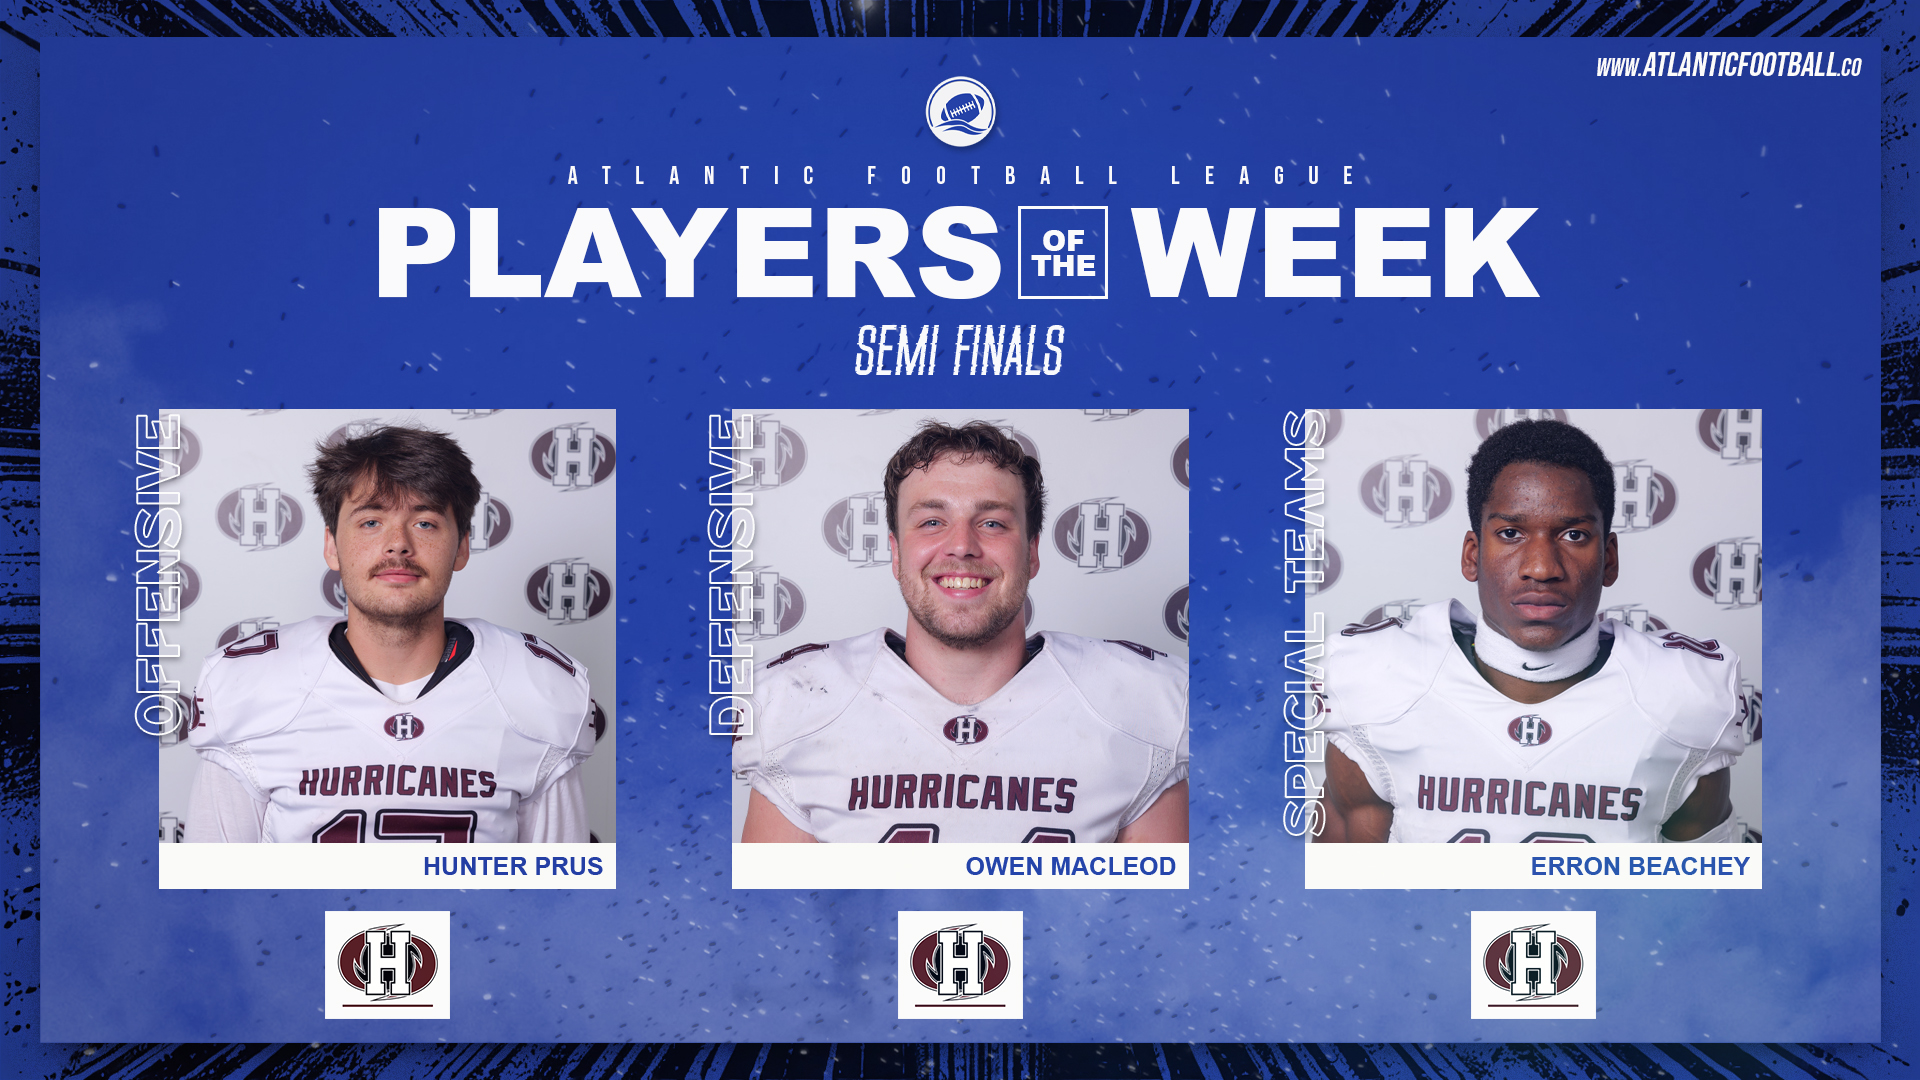 www.ATLANTICFOOTBALL.co
ATLANTIC FOOTBALL LEAGUE
PLAYERS OF THE WEEK
SEMI FINALS
OFFENSIVE
HURRICANES
HUNTER PRUS
DEFENSIVE
HURRICANES
OWEN MACLEOD
SPECIAL TEAMS
HURRICANES
ERRON BEACHEY
H
H
H